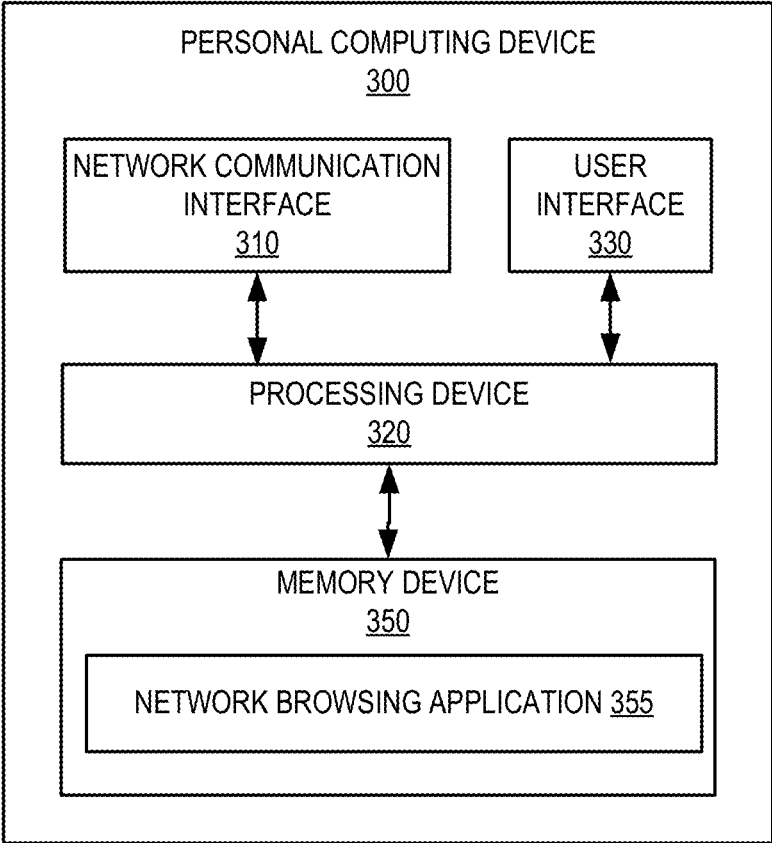 PERSONAL COMPUTING DEVICE
300
NETWORK COMMUNICATION
INTERFACE
310
USER
INTERFACE
330
PROCESSING DEVICE
320
MEMORY DEVICE
350
NETWORK BROWSING APPLICATION 355